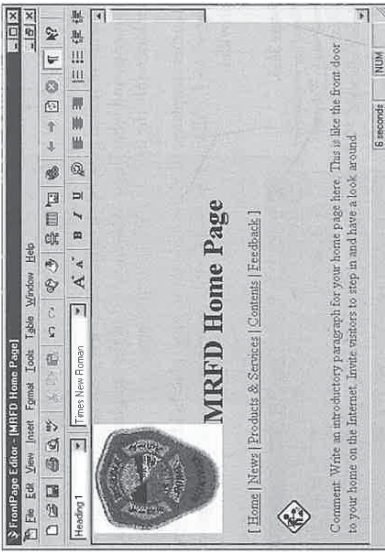 FrontPage Editor - [MRFD Home Page]
File Edit View Insert Format Tools Table Window Help
Heading 1 Times New Roman A A B I U
MRFD Home Page
[ Home | News | Products & Services | Contents | Feedback ]
Comment: Write an introductory paragraph for your home page here. This is like the front door
to your home on the Internet. Invite visitors to step in and have a look around.
6 seconds NUM